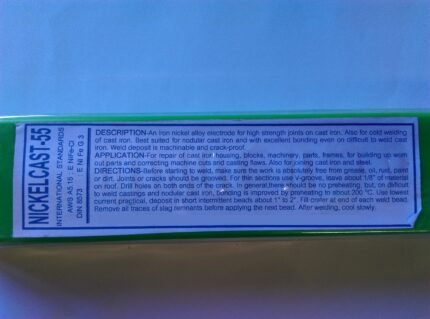 NICKELCAST-55
INTERNATIONAL STANDARDS
AWS A5.15 : E NiFe-CI
DIN 8573 : E Ni Fe G 3
DESCRIPTION-An iron nickel alloy electrode for high strength joints on cast iron. Also for cold welding
of cast iron. Best suited for nodular cast iron and with excellent bonding even on difficult to weld cast
iron. Weld deposit is machinable and crack-proof
APPLICATION-For repair of cast iron housing, blocks, machinery, parts, frames, for building up worn
out parts and correcting machine cuts and casting flaws. Also for joining cast iron and steel.
DIRECTIONS-Before starting to weld, make sure the work is absolutely free from grease, oil, rust, paint
or dirt. Joints or cracks should be grooved. For thin sections use V-groove, leave about 1/8" of material
on roof. Drill holes on both ends of the crack. In general,there should be no preheating, but, on difficult
to weld castings and nodular cast iron, bonding is improved by preheating to about 200 °C. Use lowest
current practical, deposit in short intermittent beads about 1" to 2". Fill crater at end of each weld bead.
Remove all traces of slag remnants before applying the next bead. After welding, cool slowly.